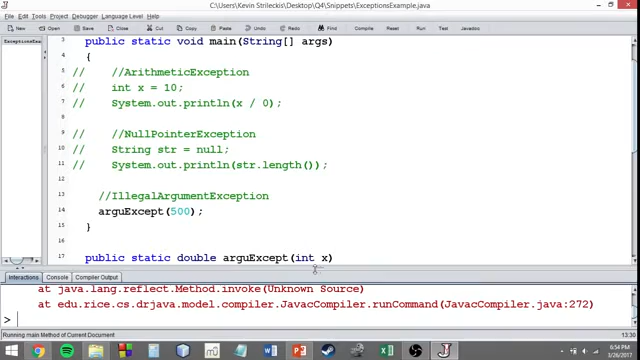 C:\Users\Kevin Strileckis\Desktop\Q4\Snippets\ExceptionsExample.java
File Edit Tools Project Debugger Language Level Help
New Open Save Close Cut Copy Paste Undo Redo Find Compile Reset Run Test Javadoc
ExceptionsExample
3 public static void main(String[] args)
4 {
5 // //ArithmeticException
6 // int x = 10;
7 // System.out.println(x / 0);
8
9 // //NullPointerException
10 // String str = null;
11 // System.out.println(str.length());
12
13 //IllegalArgumentException
14 arguExcept(500);
15 }
16
17 public static double arguExcept(int x)
Interactions Console Compiler Output
at java.lang.reflect.Method.invoke(Unknown Source)
at edu.rice.cs.drjava.model.compiler.JavacCompiler.runCommand(JavacCompiler.java:272)
>
Running main Method of Current Document
13:30
6:54 PM
3/26/2017